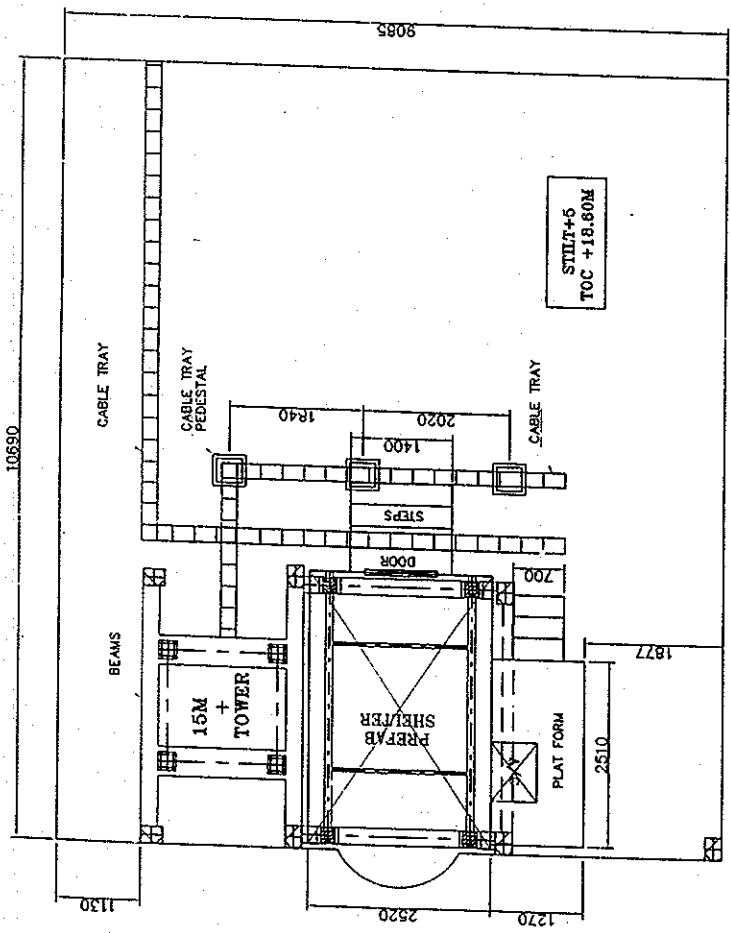 9085
10690
CABLE TRAY
STILT+5
TOC +18.60M
CABLE TRAY
PEDESTAL
1840
2020
1400
CABLE TRAY
STEPS
DOOR
700
BEAMS
15M
+
TOWER
PREFAB
SHELTER
1877
PLAT FORM
2510
1130
2520
1270